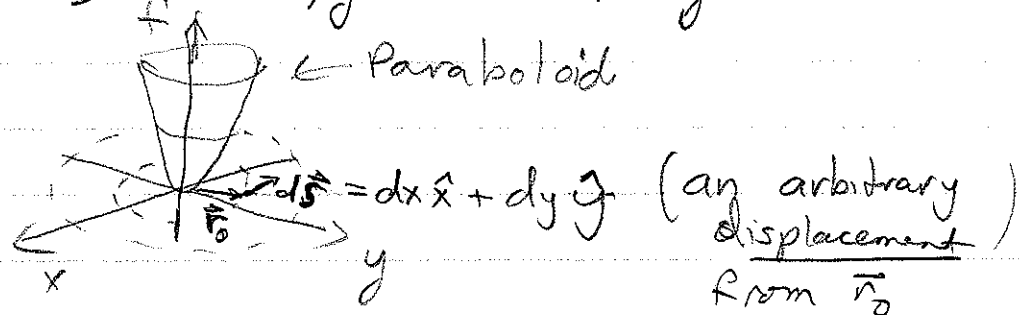 f
← Paraboloid
ds⃗ = dx x̂ + dy ŷ (an arbitrary
displacement)
r⃗₀
x
y
from r⃗₀